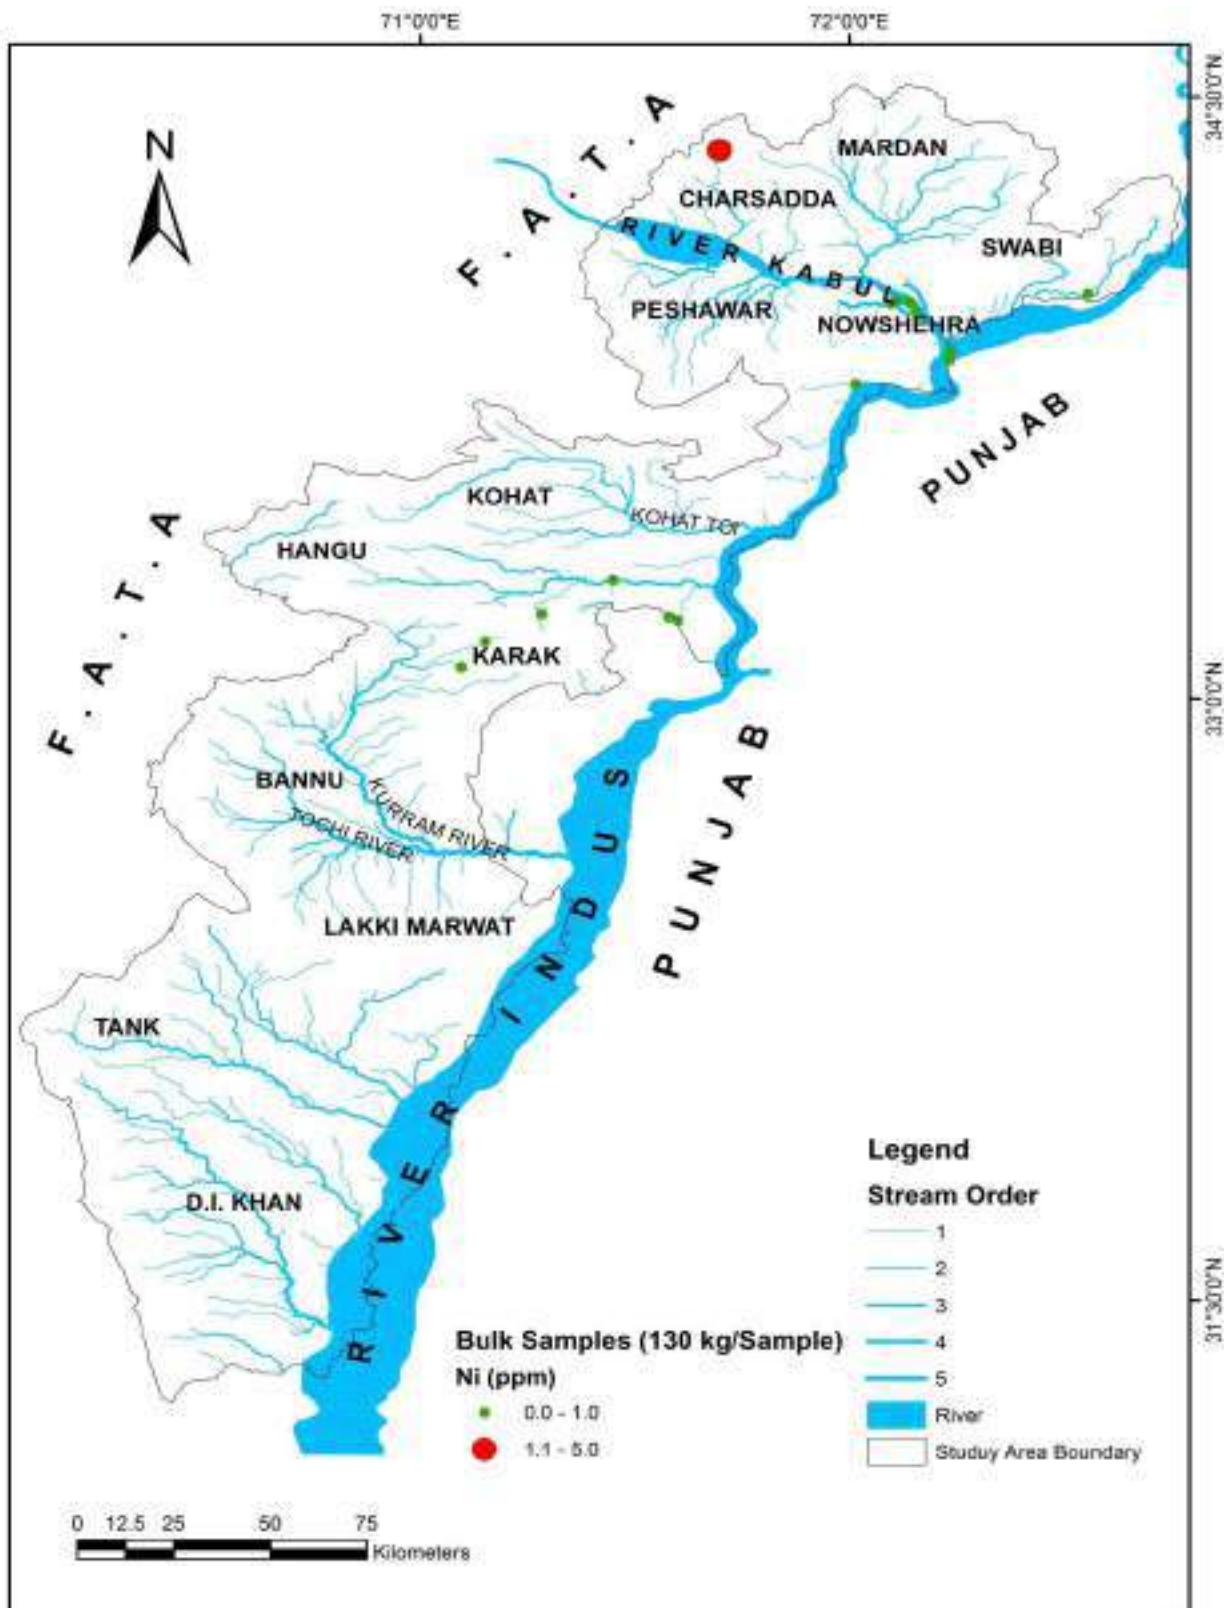 71°0'0"E
72°0'0"E
34°30'0"N
N
F.A.T.A
MARDAN
CHARSADDA
RIVER KABUL
SWABI
PESHAWAR
NOWSHEHRA
PUNJAB
KOHAT
KOHAT TOI
F.A.T.A
HANGU
KARAK
33°0'0"N
PUNJAB
BANNU
KURRAM RIVER
TOCHI RIVER
LAKKI MARWAT
RIVER INDUS
TANK
D.I. KHAN
31°30'0"N
Legend
Stream Order
1
2
3
4
5
River
Studuy Area Boundary
Bulk Samples (130 kg/Sample)
Ni (ppm)
0.0 - 1.0
1.1 - 5.0
0 12.5 25 50 75
Kilometers